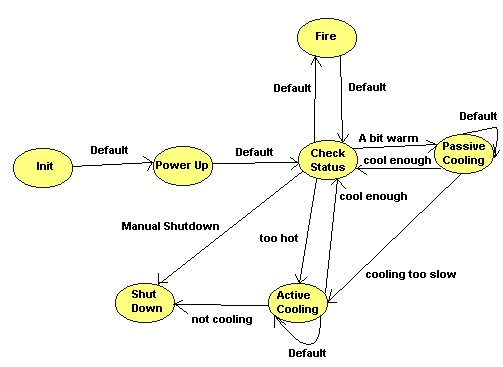 Fire
Default
Default
Default
A bit warm
Default
Default
Check
Status
Passive
Cooling
Init
Power Up
cool enough
cool enough
Manual Shutdown
too hot
cooling too slow
Shut
Down
Active
Cooling
not cooling
Default